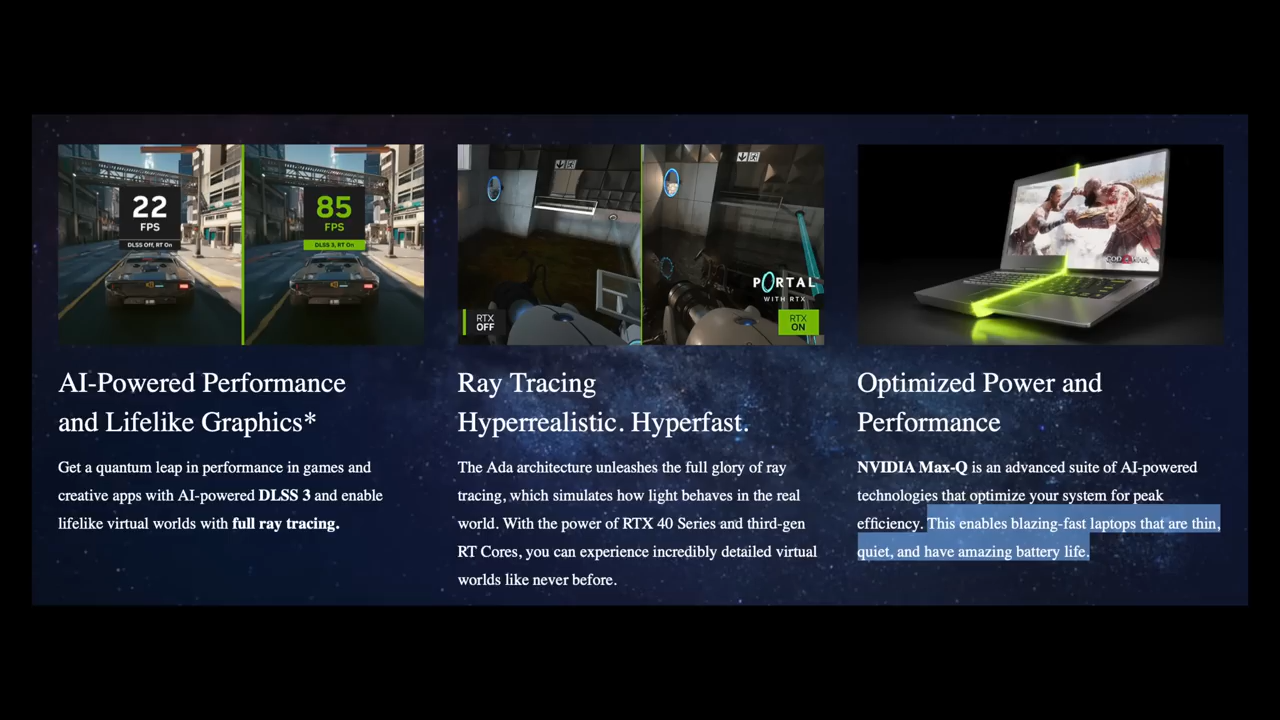 22
FPS
DLSS Off, RT On
85
FPS
DLSS 3, RT On
RTX
OFF
PORTAL
WITH RTX
RTX
ON
GOD OF WAR
AI-Powered Performance
and Lifelike Graphics*
Get a quantum leap in performance in games and
creative apps with AI-powered DLSS 3 and enable
lifelike virtual worlds with full ray tracing.
Ray Tracing
Hyperrealistic. Hyperfast.
The Ada architecture unleashes the full glory of ray
tracing, which simulates how light behaves in the real
world. With the power of RTX 40 Series and third-gen
RT Cores, you can experience incredibly detailed virtual
worlds like never before.
Optimized Power and
Performance
NVIDIA Max-Q is an advanced suite of AI-powered
technologies that optimize your system for peak
efficiency. This enables blazing-fast laptops that are thin,
quiet, and have amazing battery life.